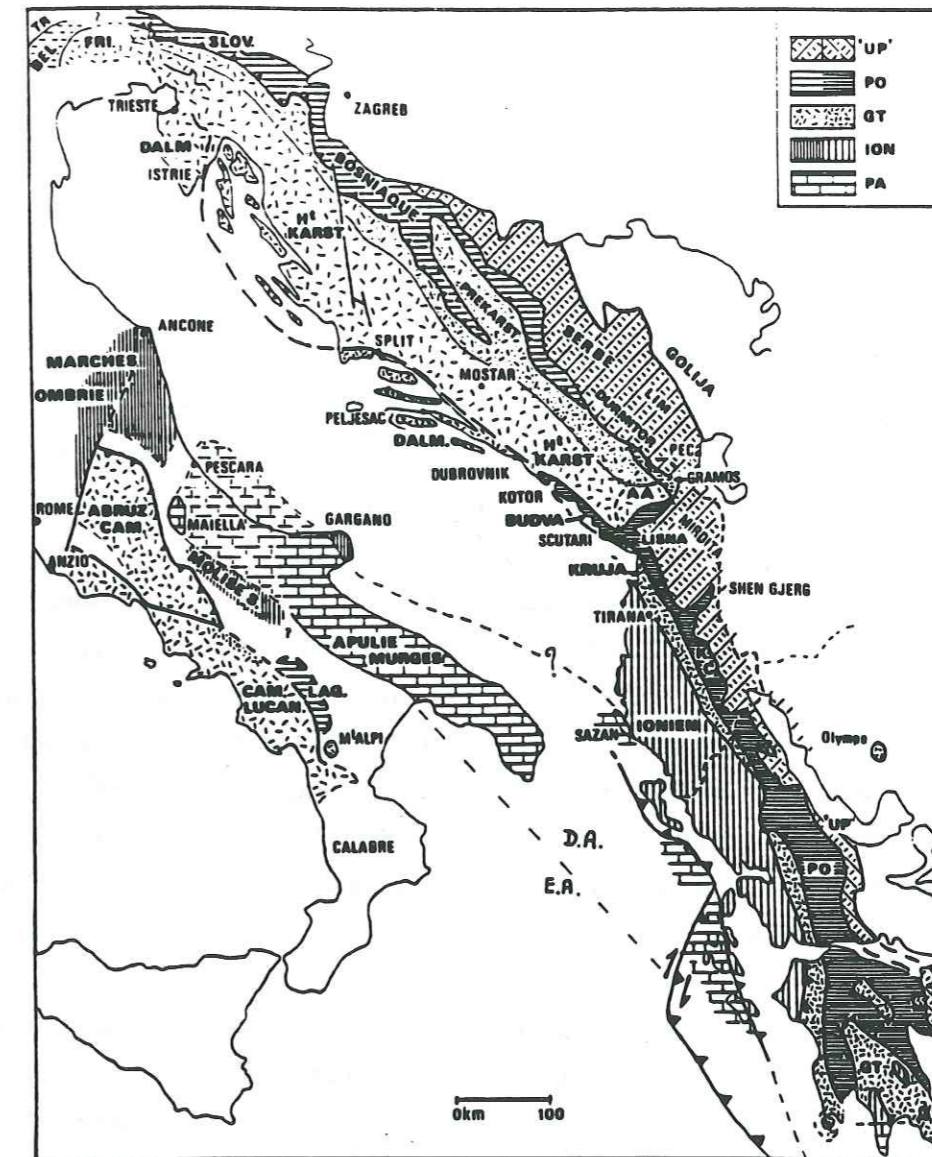 TR
BEL.
FRI.
SLOV.
TRIESTE
ZAGREB
DALM
ISTRIE
BOSNIAQUE
Ht
KARST
PREKARST
SERBE
GOLIJA
LIM
DURMITOR
ANCONE
MARCHES
OMBRIE
SPLIT
MOSTAR
PELJESAC
DALM.
DUBROVNIK
Ht
KARST
PEC
GRAMOS
AA
KOTOR
BUDVA
SCUTARI
LISNA
MIRDITA
KRUJA
SHEN GJERG
TIRANA
PESCARA
ROME
ABRUZ
CAM.
MAIELLA
GARGANO
ANZIO
MOLISE S.
?
APULIE
MURGES
?
CAM.
LUCAN.
LAG.
Mt ALPI
SAZAN
IONIEN
Olympe
CALABRE
D.A.
E.A.
'UP'
PO
GT
0km 100
'UP'
PO
GT
ION
PA